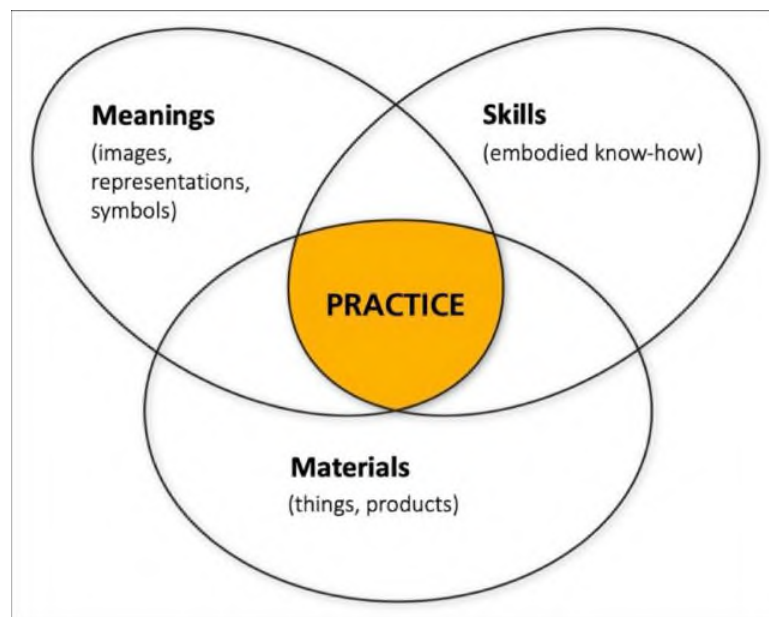 Meanings
(images,
representations,
symbols)
Skills
(embodied know-how)
PRACTICE
Materials
(things, products)